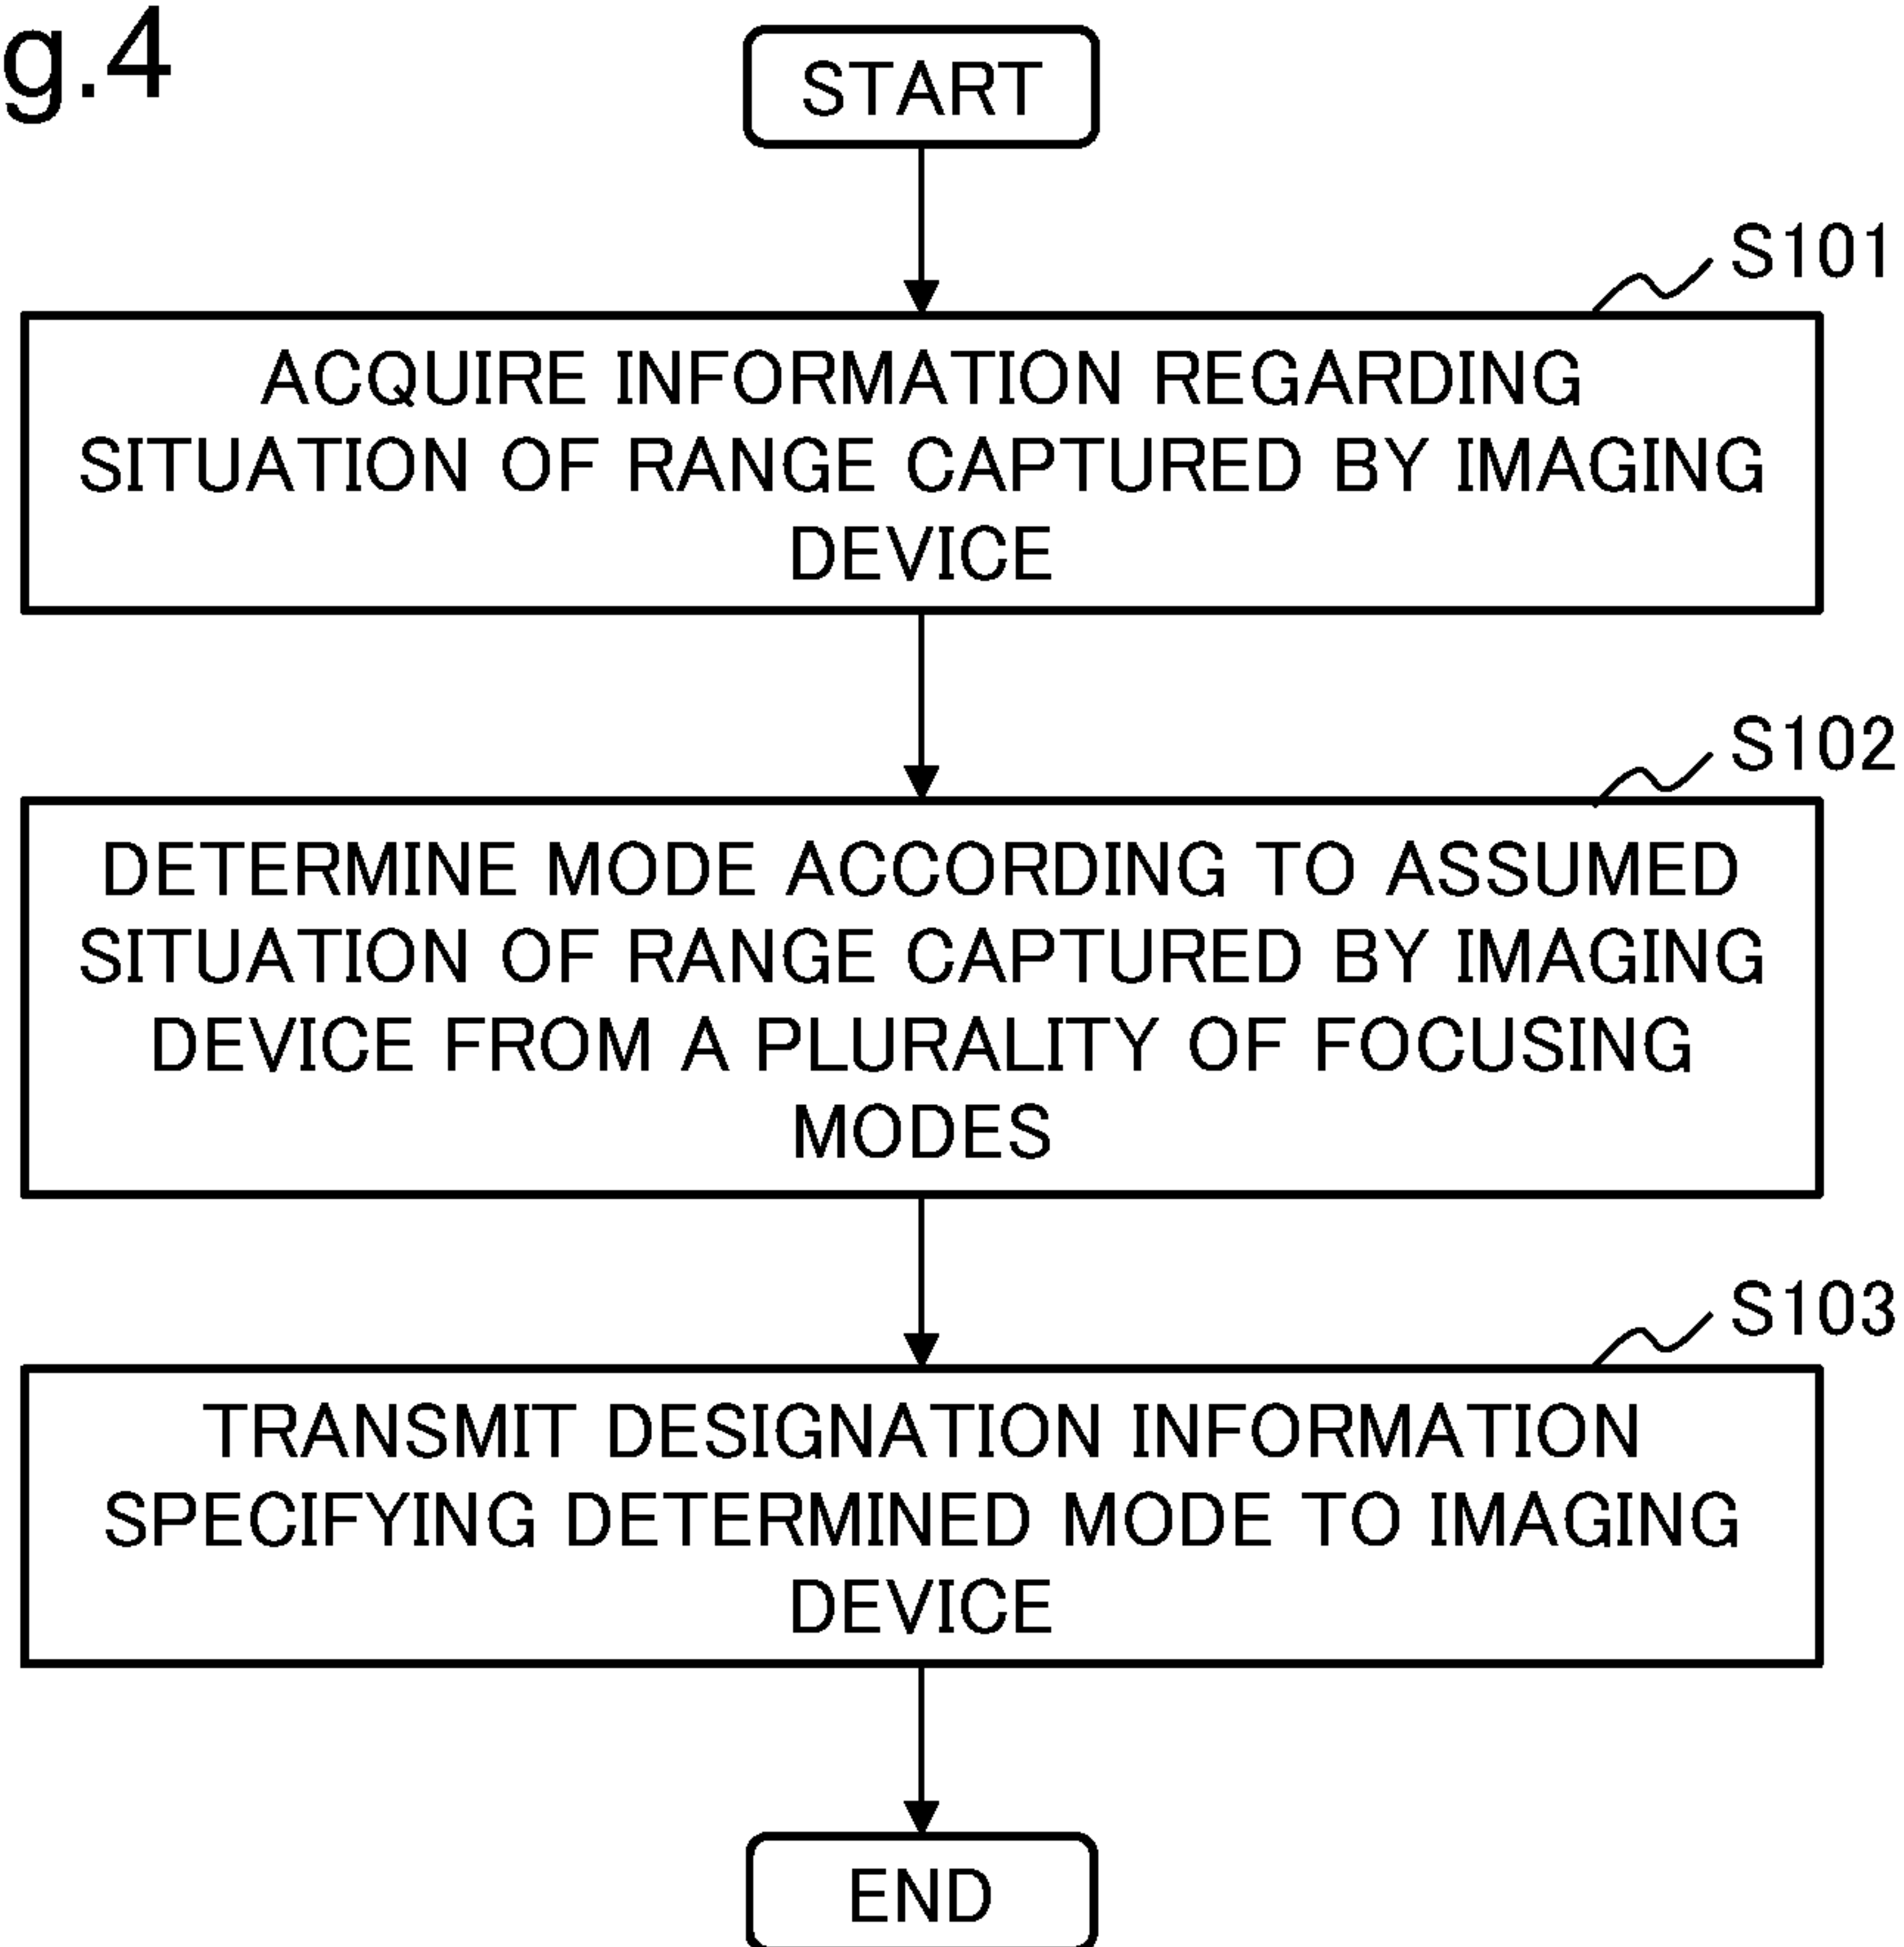 g.4
START
S101
ACQUIRE INFORMATION REGARDING
SITUATION OF RANGE CAPTURED BY IMAGING
DEVICE
S102
DETERMINE MODE ACCORDING TO ASSUMED
SITUATION OF RANGE CAPTURED BY IMAGING
DEVICE FROM A PLURALITY OF FOCUSING
MODES
S103
TRANSMIT DESIGNATION INFORMATION
SPECIFYING DETERMINED MODE TO IMAGING
DEVICE
END